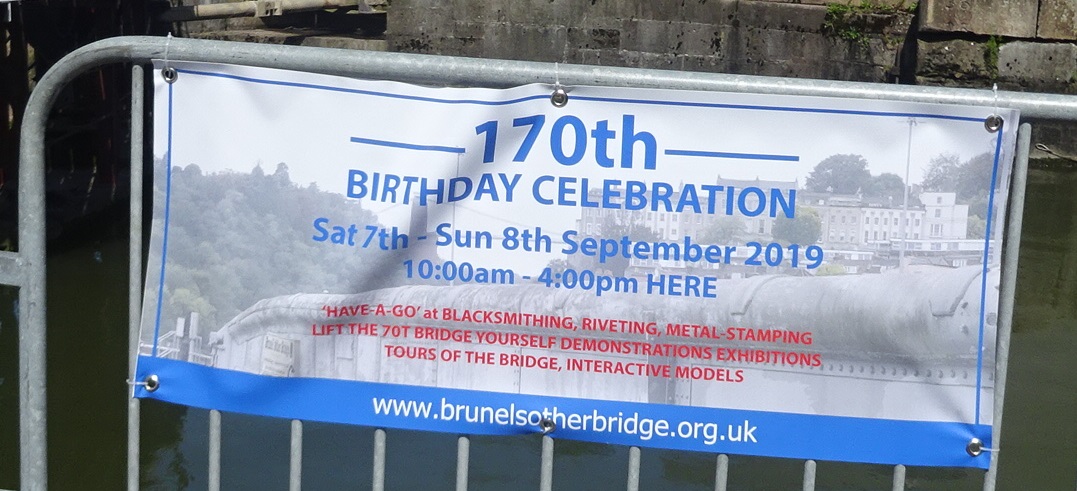 170th
BIRTHDAY CELEBRATION
Sat 7th - Sun 8th September 2019
10:00am - 4:00pm HERE
'HAVE-A-GO' at BLACKSMITHING, RIVETING, METAL-STAMPING
LIFT THE 70T BRIDGE YOURSELF DEMONSTRATIONS EXHIBITIONS
TOURS OF THE BRIDGE, INTERACTIVE MODELS
www.brunelsotherbridge.org.uk